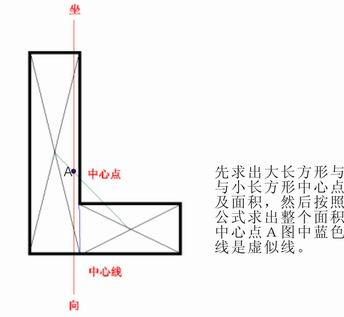 坐
A
中心点
中心线
向
先求出大长方形与
与小长方形中心点
及面积，然后按照
公式求出整个面积
中心点A图中蓝色
线是虚似线。